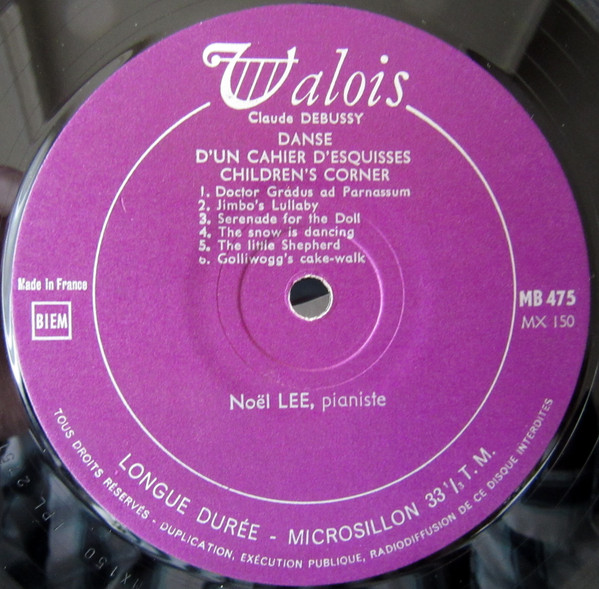 Valois
Claude DEBUSSY
DANSE
D'UN CAHIER D'ESQUISSES
CHILDREN'S CORNER
1. Doctor Gradus ad Parnassum
2. Jimbo's Lullaby
3. Serenade for the Doll
4. The snow is dancing
5. The little Shepherd
6. Golliwogg's cake-walk
Made in France
BIEM
MB 475
MX 150
Noël LEE, pianiste
LONGUE DURÉE - MICROSILLON 33 1/3 T. M.
TOUS DROITS RÉSERVÉS - DUPLICATION, EXÉCUTION PUBLIQUE, RADIODIFFUSION DE CE DISQUE INTERDITES